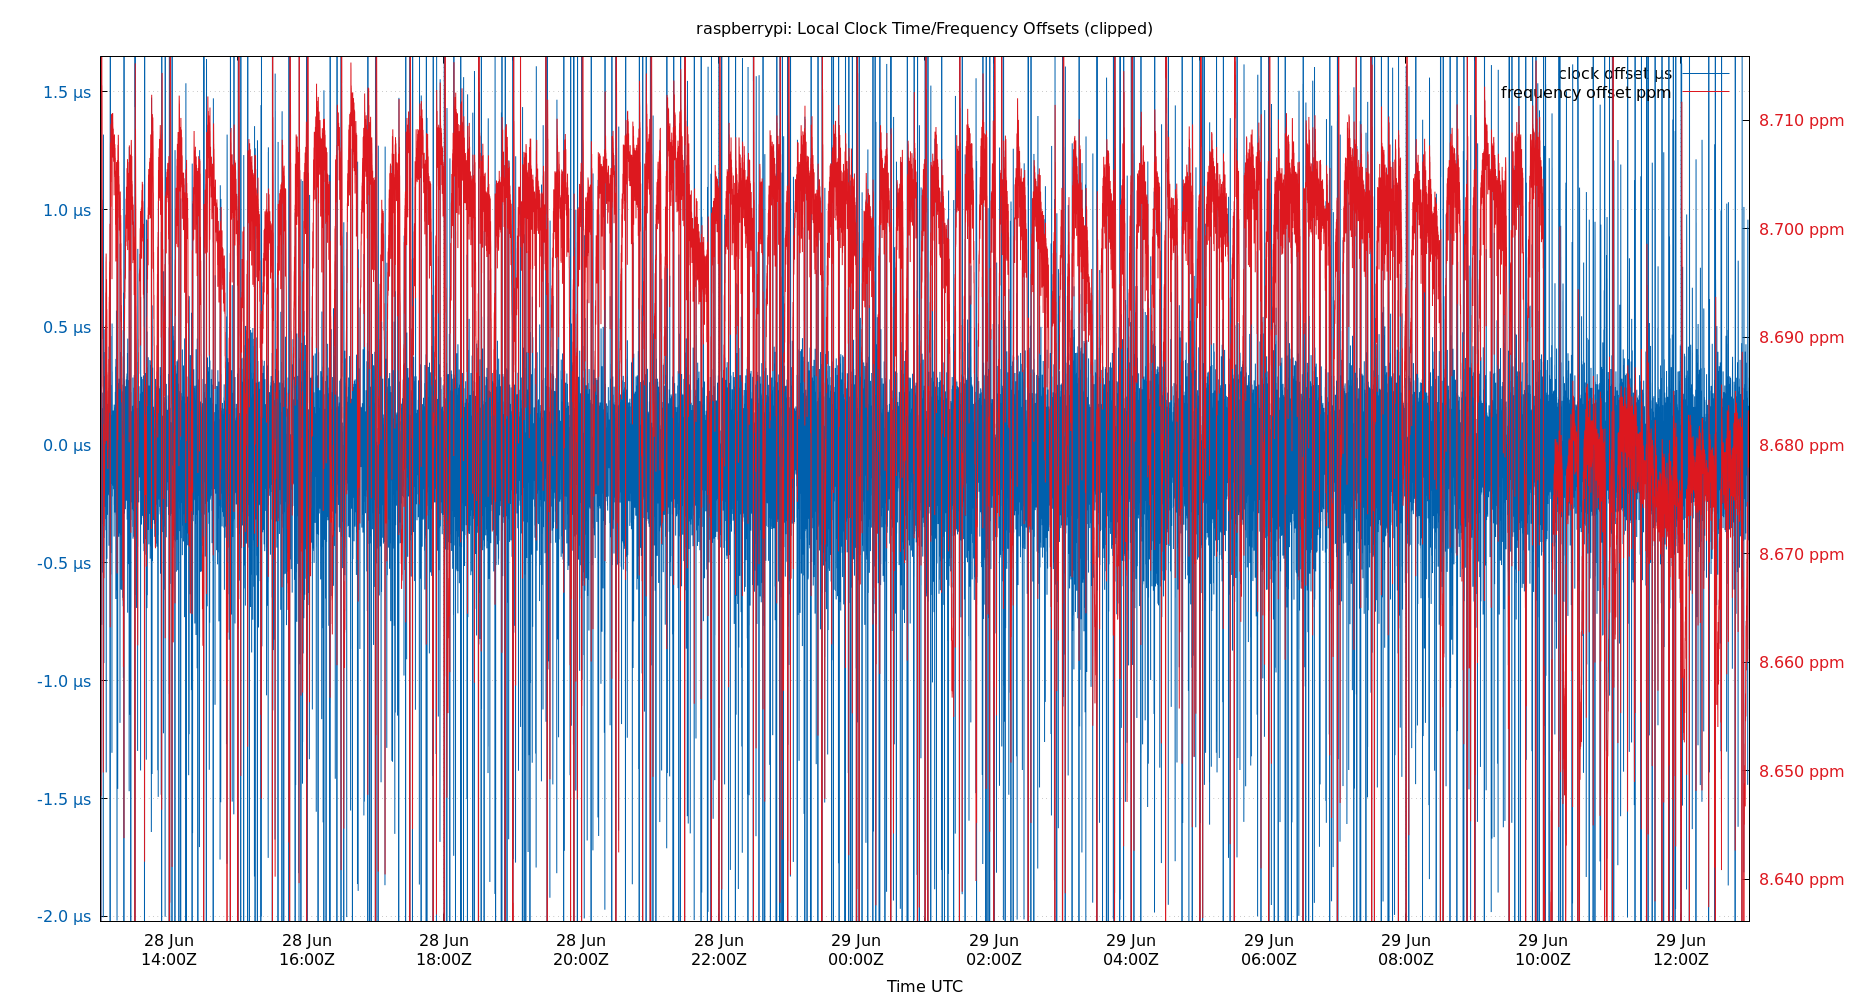 raspberrypi: Local Clock Time/Frequency Offsets (clipped)
clock offset µs
frequency offset ppm
1.5 µs
1.0 µs
0.5 µs
0.0 µs
-0.5 µs
-1.0 µs
-1.5 µs
-2.0 µs
8.710 ppm
8.700 ppm
8.690 ppm
8.680 ppm
8.670 ppm
8.660 ppm
8.650 ppm
8.640 ppm
28 Jun 28 Jun 28 Jun 28 Jun 28 Jun 29 Jun 29 Jun 29 Jun 29 Jun 29 Jun 29 Jun 29 Jun
14:00Z 16:00Z 18:00Z 20:00Z 22:00Z 00:00Z 02:00Z 04:00Z 06:00Z 08:00Z 10:00Z 12:00Z
Time UTC